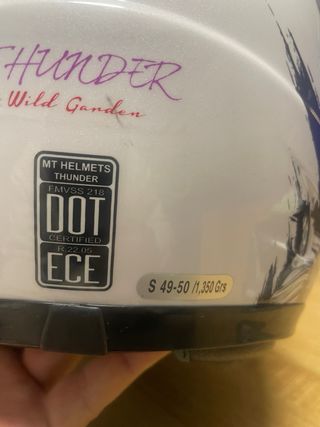 THUNDER
Wild Garden
MT HELMETS
THUNDER
FMVSS 218
DOT
CERTIFIED
R 22.05
ECE
S 49-50 /1,350 Grs